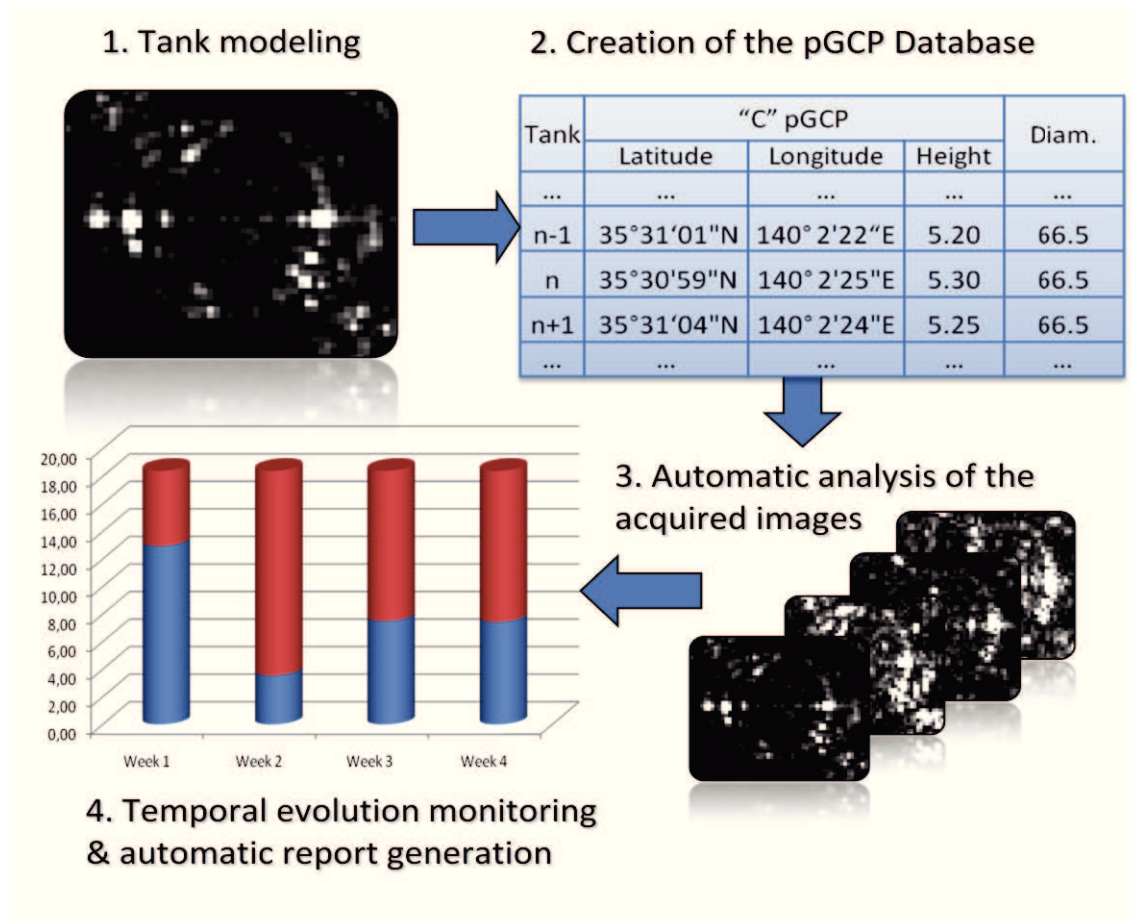 1. Tank modeling
2. Creation of the pGCP Database
Tank “C” pGCP Diam.
Latitude Longitude Height
... ... ... ... ...
n-1 35°31‘01"N 140° 2'22“E 5.20 66.5
n 35°30'59"N 140° 2'25"E 5.30 66.5
n+1 35°31‘04"N 140° 2'24"E 5.25 66.5
... ... ... ... ...
3. Automatic analysis of the
acquired images
20,00
18,00
16,00
14,00
12,00
10,00
8,00
6,00
4,00
2,00
0,00
Week 1 Week 2 Week 3 Week 4
4. Temporal evolution monitoring
& automatic report generation